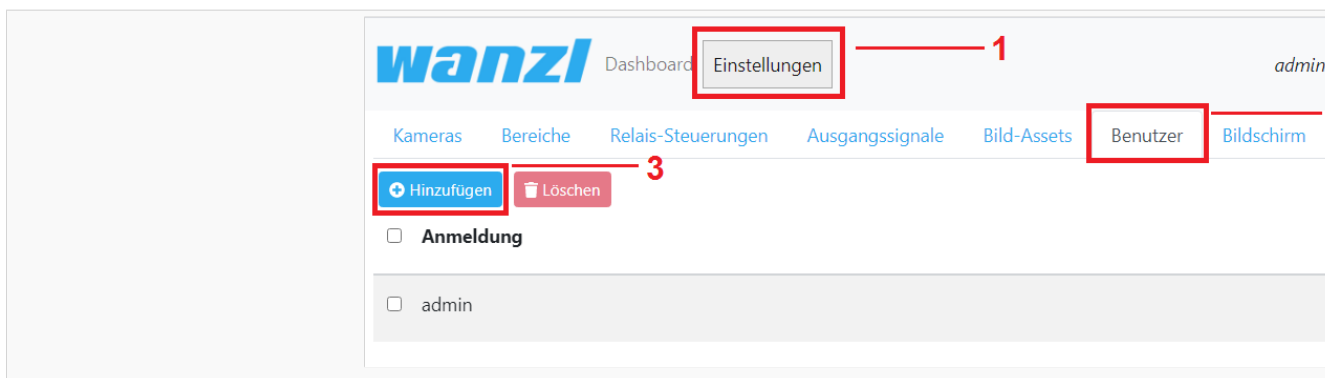 wanzl Dashboard Einstellungen 1 admin
Kameras Bereiche Relais-Steuerungen Ausgangssignale Bild-Assets Benutzer Bildschirm
Hinzufügen Löschen 3
Anmeldung
admin